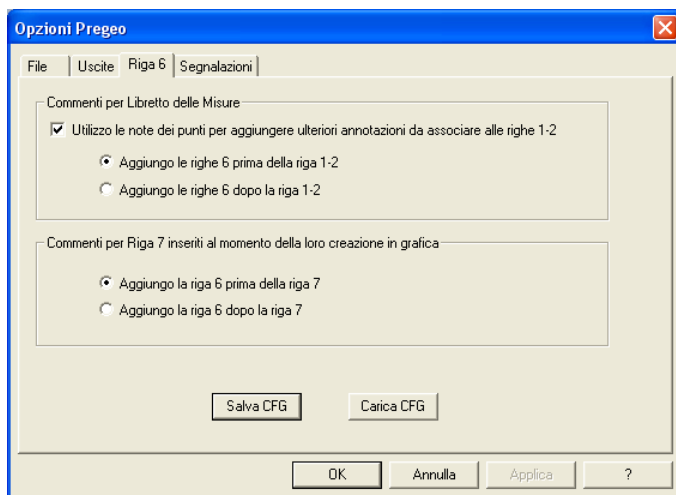 Opzioni Pregeo
File Uscite Riga 6 Segnalazioni
Commenti per Libretto delle Misure
Utilizzo le note dei punti per aggiungere ulteriori annotazioni da associare alle righe 1-2
Aggiungo le righe 6 prima della riga 1-2
Aggiungo le righe 6 dopo la riga 1-2
Commenti per Riga 7 inseriti al momento della loro creazione in grafica
Aggiungo la riga 6 prima della riga 7
Aggiungo la riga 6 dopo la riga 7
Salva CFG Carica CFG
OK Annulla Applica ?